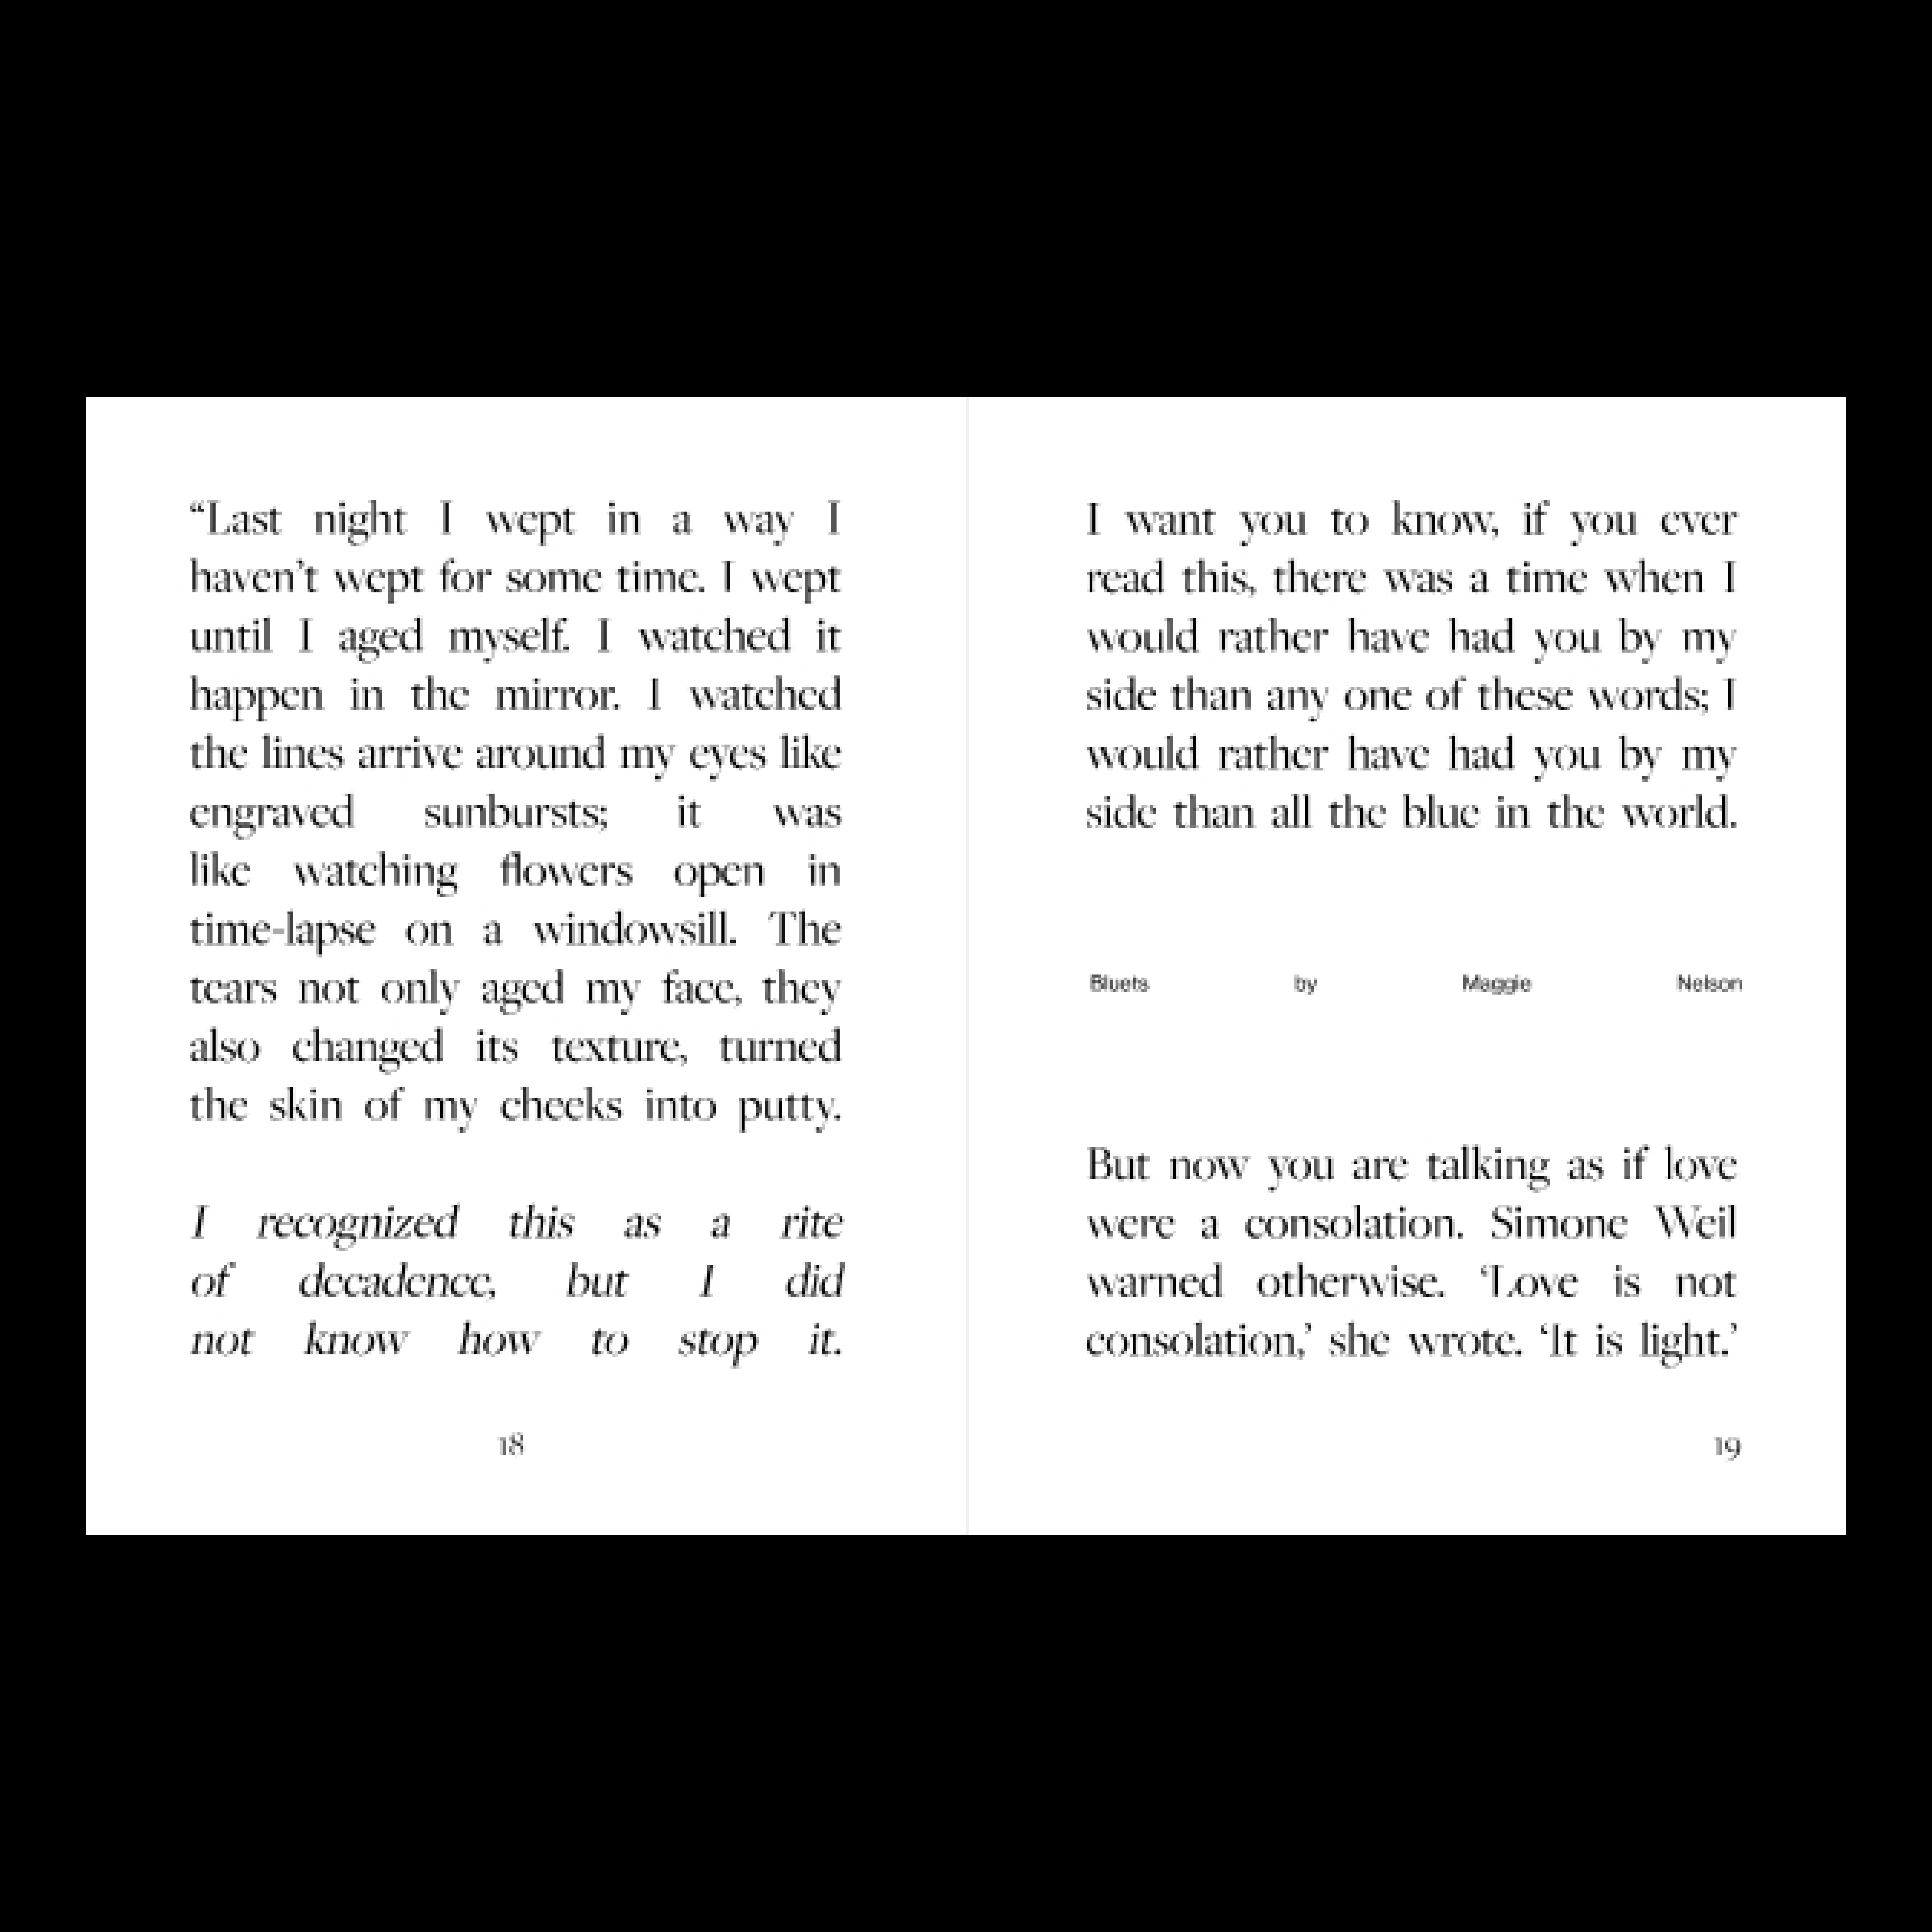 “Last night I wept in a way I
haven’t wept for some time. I wept
until I aged myself. I watched it
happen in the mirror. I watched
the lines arrive around my eyes like
engraved sunbursts; it was
like watching flowers open in
time-lapse on a windowsill. The
tears not only aged my face, they
also changed its texture, turned
the skin of my cheeks into putty.
I recognized this as a rite
of decadence, but I did
not know how to stop it.
18
I want you to know, if you ever
read this, there was a time when I
would rather have had you by my
side than any one of these words; I
would rather have had you by my
side than all the blue in the world.
Bluets by Maggie Nelson
But now you are talking as if love
were a consolation. Simone Weil
warned otherwise. ‘Love is not
consolation,’ she wrote. ‘It is light.’
19